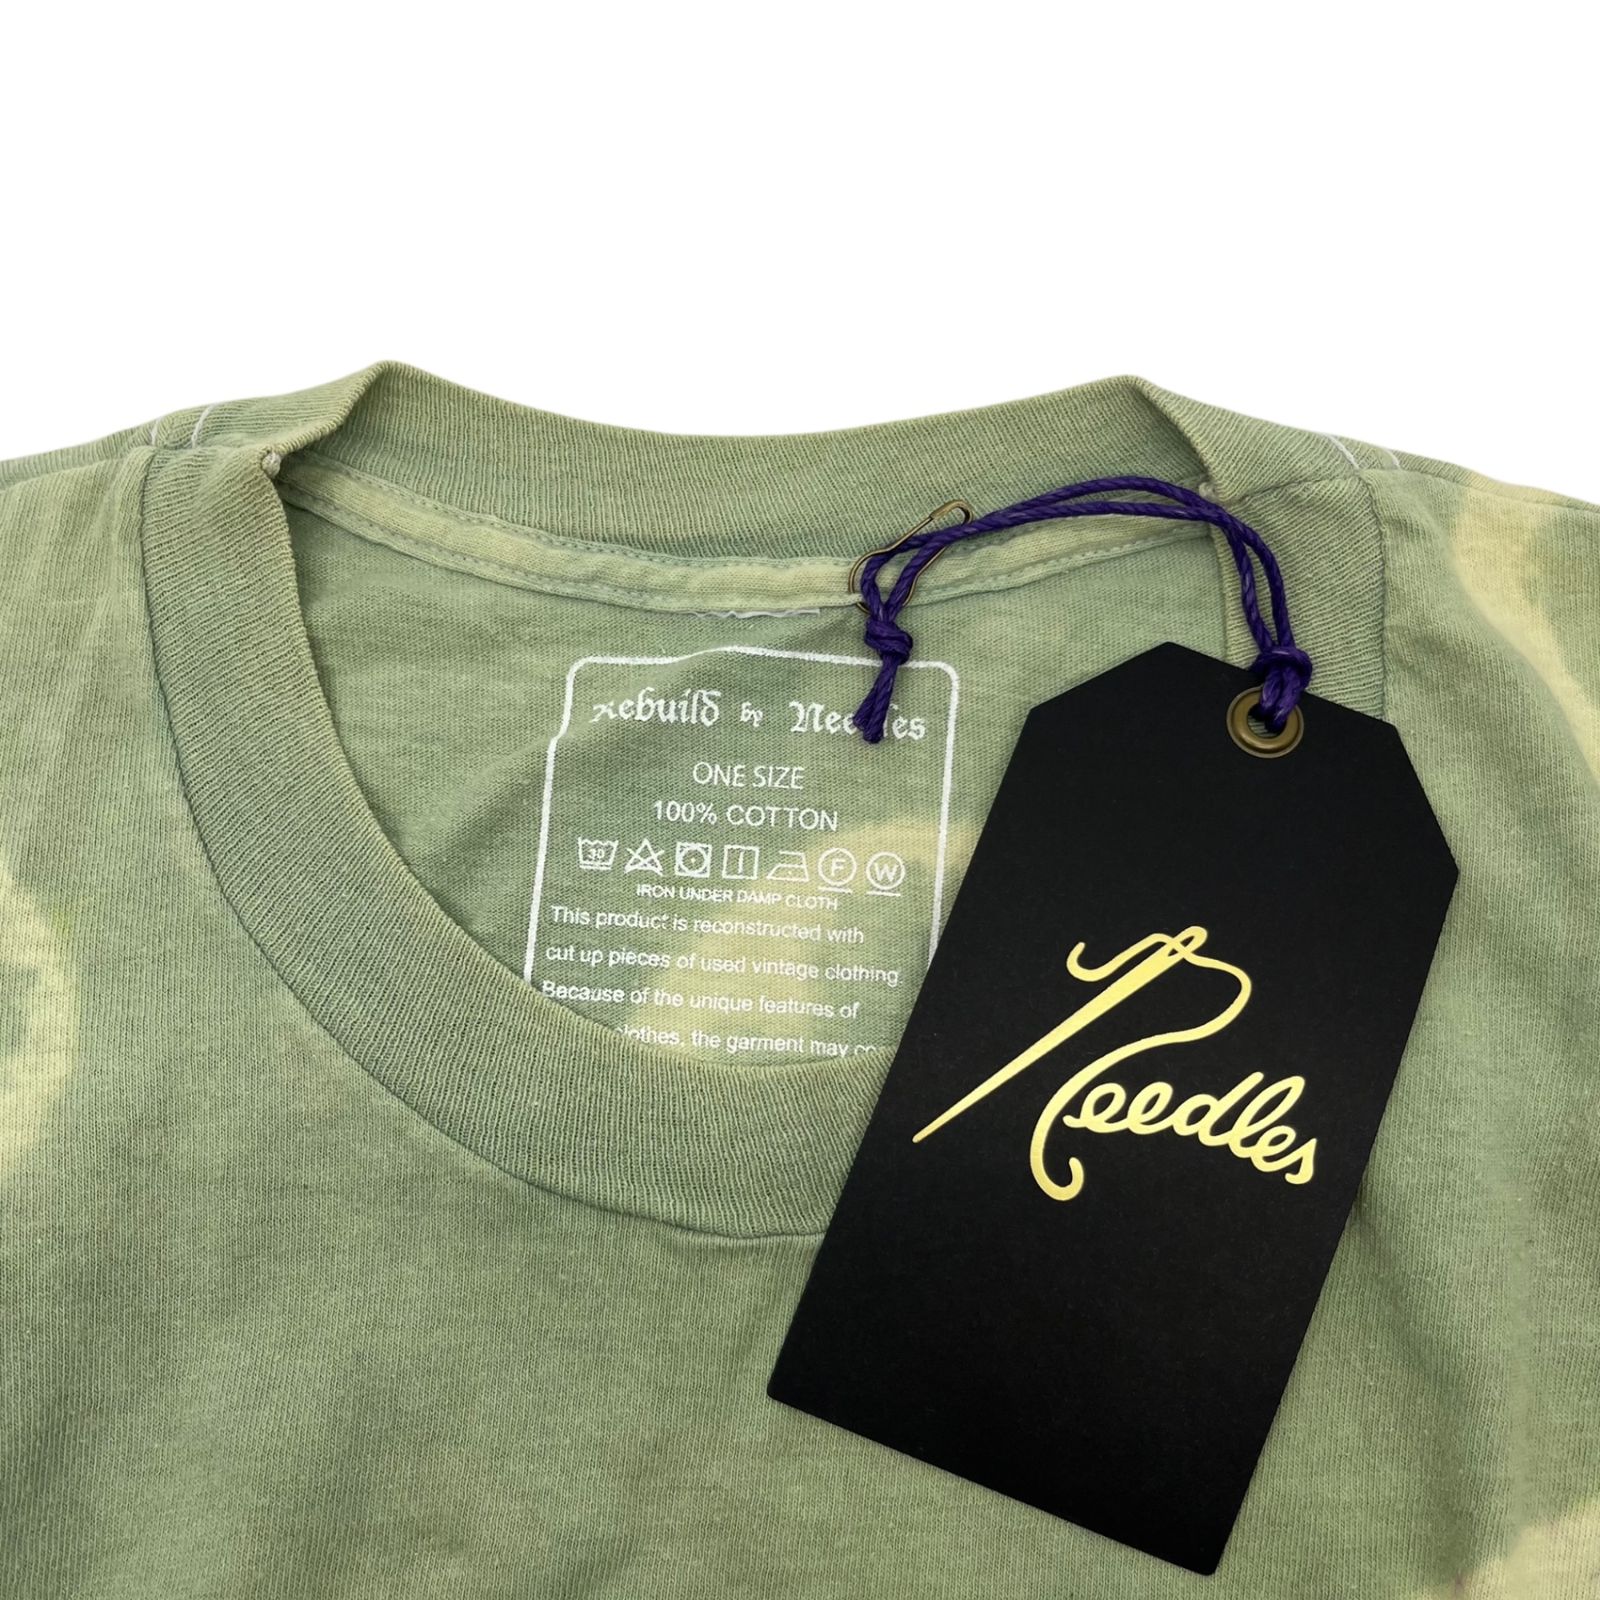 Rebuild by Needles
ONE SIZE
100% COTTON
30
F W
IRON UNDER DAMP CLOTH
This product is reconstructed with
cut up pieces of used vintage clothing
Because of the unique features of
clothes, the garment may
Needles